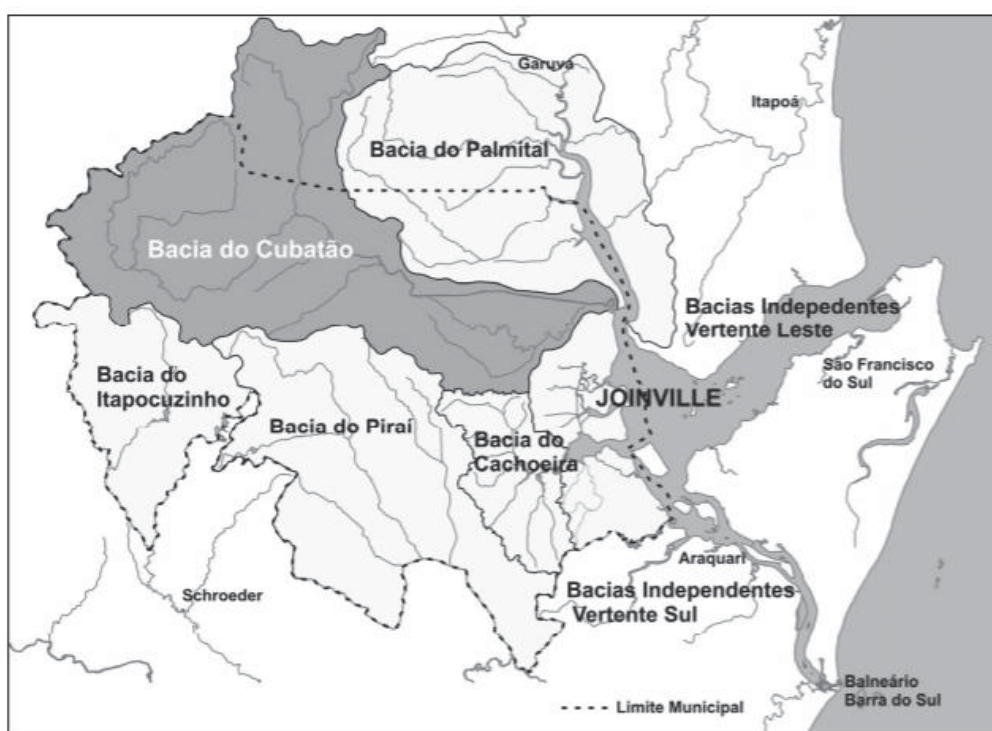 Garuva
Itapoá
Bacia do Palmital
Bacia do Cubatão
Bacias Indepedentes
Vertente Leste
São Francisco
do Sul
Bacia do
Itapocuzinho
JOINVILLE
Bacia do Piraí
Bacia do
Cachoeira
Araquari
Schroeder
Bacias Independentes
Vertente Sul
Balneário
Barra do Sul
Limite Municipal